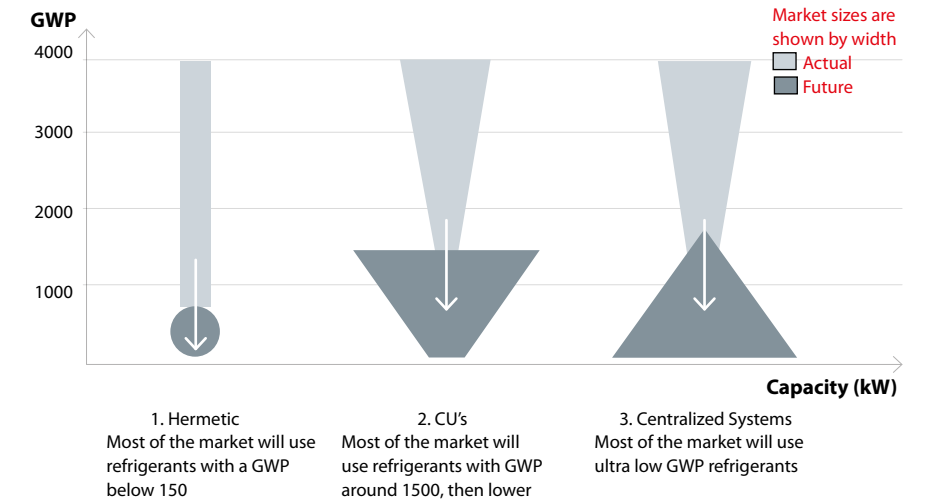 GWP
4000
3000
2000
1000
Market sizes are
shown by width
Actual
Future
Capacity (kW)
1. Hermetic
Most of the market will use
refrigerants with a GWP
below 150
2. CU's
Most of the market will
use refrigerants with GWP
around 1500, then lower
3. Centralized Systems
Most of the market will use
ultra low GWP refrigerants